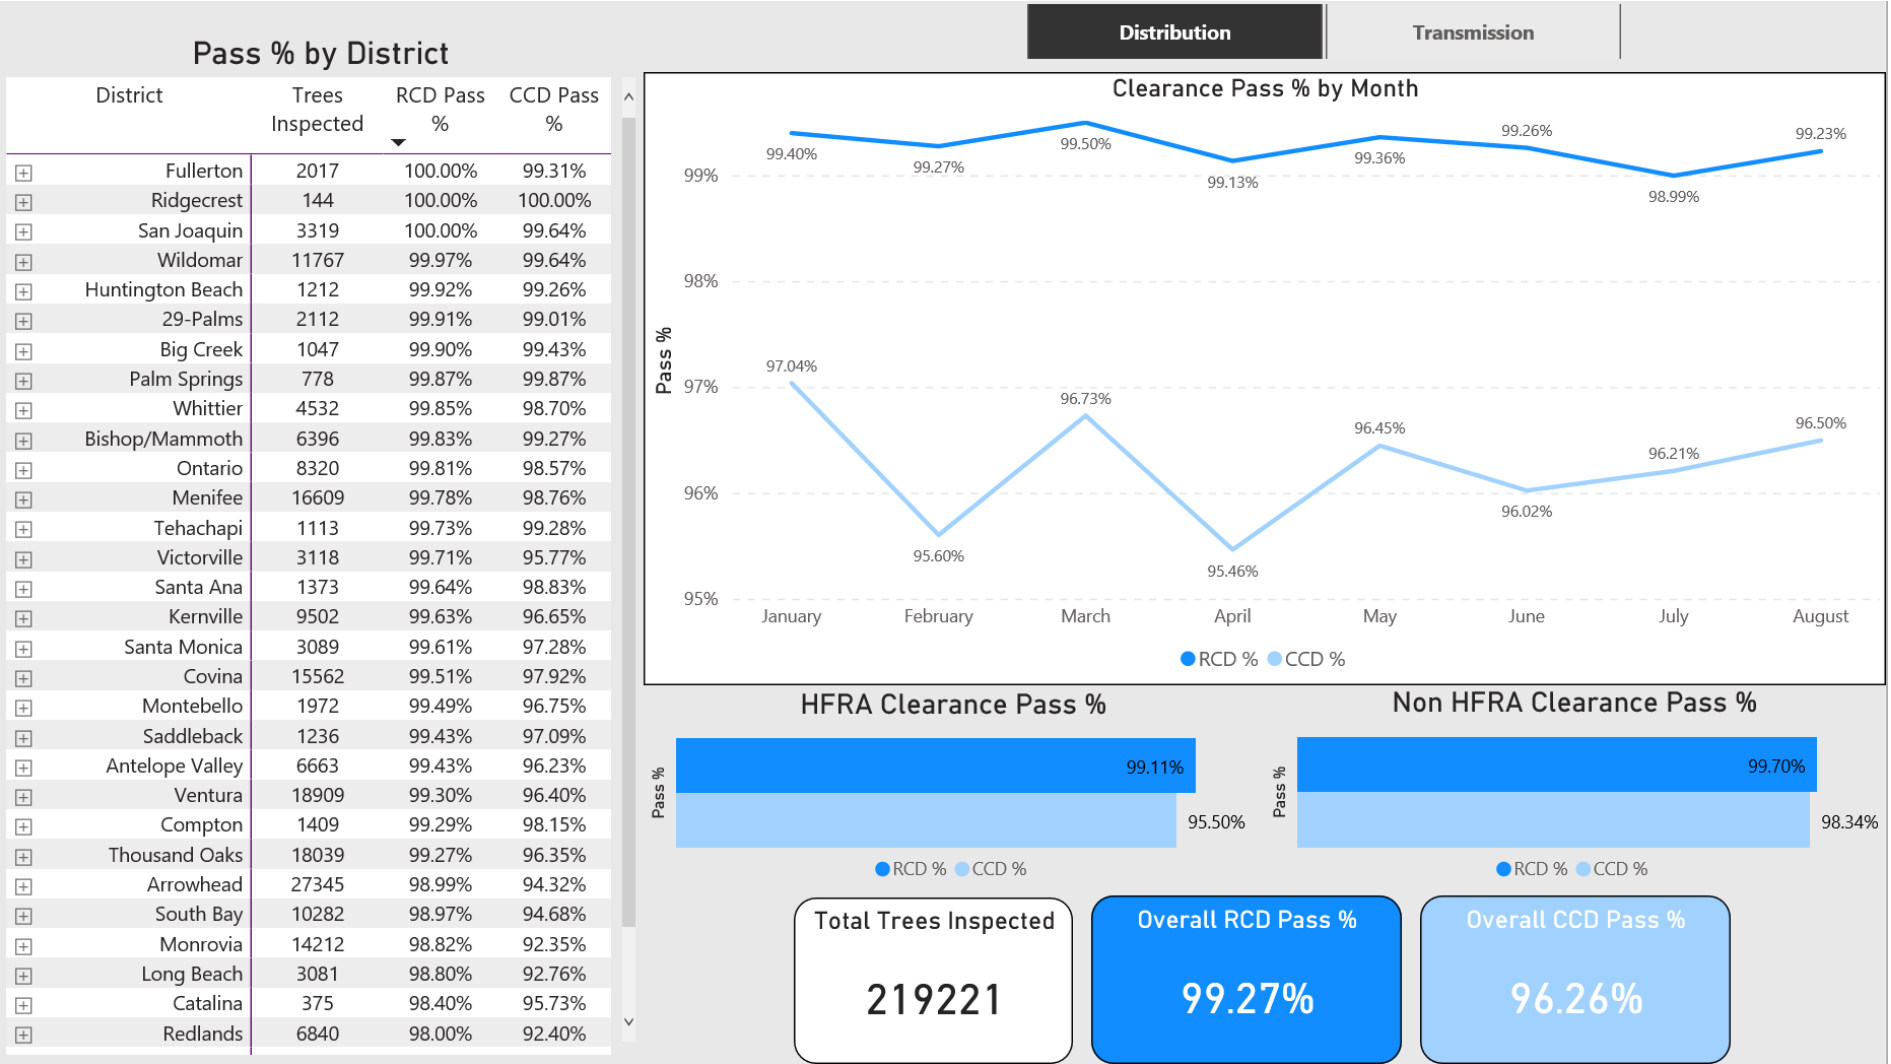 Distribution
Transmission
Pass % by District
District Trees Inspected RCD Pass % CCD Pass %
Fullerton 2017 100.00% 99.31%
Ridgecrest 144 100.00% 100.00%
San Joaquin 3319 100.00% 99.64%
Wildomar 11767 99.97% 99.64%
Huntington Beach 1212 99.92% 99.26%
29-Palms 2112 99.91% 99.01%
Big Creek 1047 99.90% 99.43%
Palm Springs 778 99.87% 99.87%
Whittier 4532 99.85% 98.70%
Bishop/Mammoth 6396 99.83% 99.27%
Ontario 8320 99.81% 98.57%
Menifee 16609 99.78% 98.76%
Tehachapi 1113 99.73% 99.28%
Victorville 3118 99.71% 95.77%
Santa Ana 1373 99.64% 98.83%
Kernville 9502 99.63% 96.65%
Santa Monica 3089 99.61% 97.28%
Covina 15562 99.51% 97.92%
Montebello 1972 99.49% 96.75%
Saddleback 1236 99.43% 97.09%
Antelope Valley 6663 99.43% 96.23%
Ventura 18909 99.30% 96.40%
Compton 1409 99.29% 98.15%
Thousand Oaks 18039 99.27% 96.35%
Arrowhead 27345 98.99% 94.32%
South Bay 10282 98.97% 94.68%
Monrovia 14212 98.82% 92.35%
Long Beach 3081 98.80% 92.76%
Catalina 375 98.40% 95.73%
Redlands 6840 98.00% 92.40%
Clearance Pass % by Month
99.40% 99.27% 99.50% 99.13% 99.36% 99.26% 98.99% 99.23%
99%
98%
97%
96%
95%
Pass %
97.04% 95.60% 96.73% 95.46% 96.45% 96.02% 96.21% 96.50%
January February March April May June July August
RCD % CCD %
HFRA Clearance Pass %
Pass %
99.11%
95.50%
RCD % CCD %
Non HFRA Clearance Pass %
Pass %
99.70%
98.34%
RCD % CCD %
Total Trees Inspected
219221
Overall RCD Pass %
99.27%
Overall CCD Pass %
96.26%